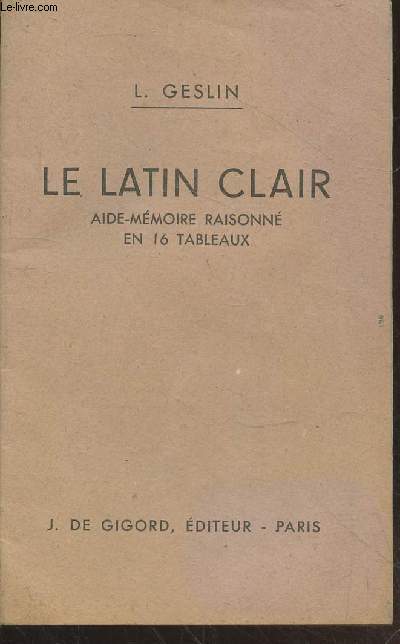 Le-livre.com
L. GESLIN
LE LATIN CLAIR
AIDE-MÉMOIRE RAISONNÉ
EN 16 TABLEAUX
J. DE GIGORD, ÉDITEUR - PARIS